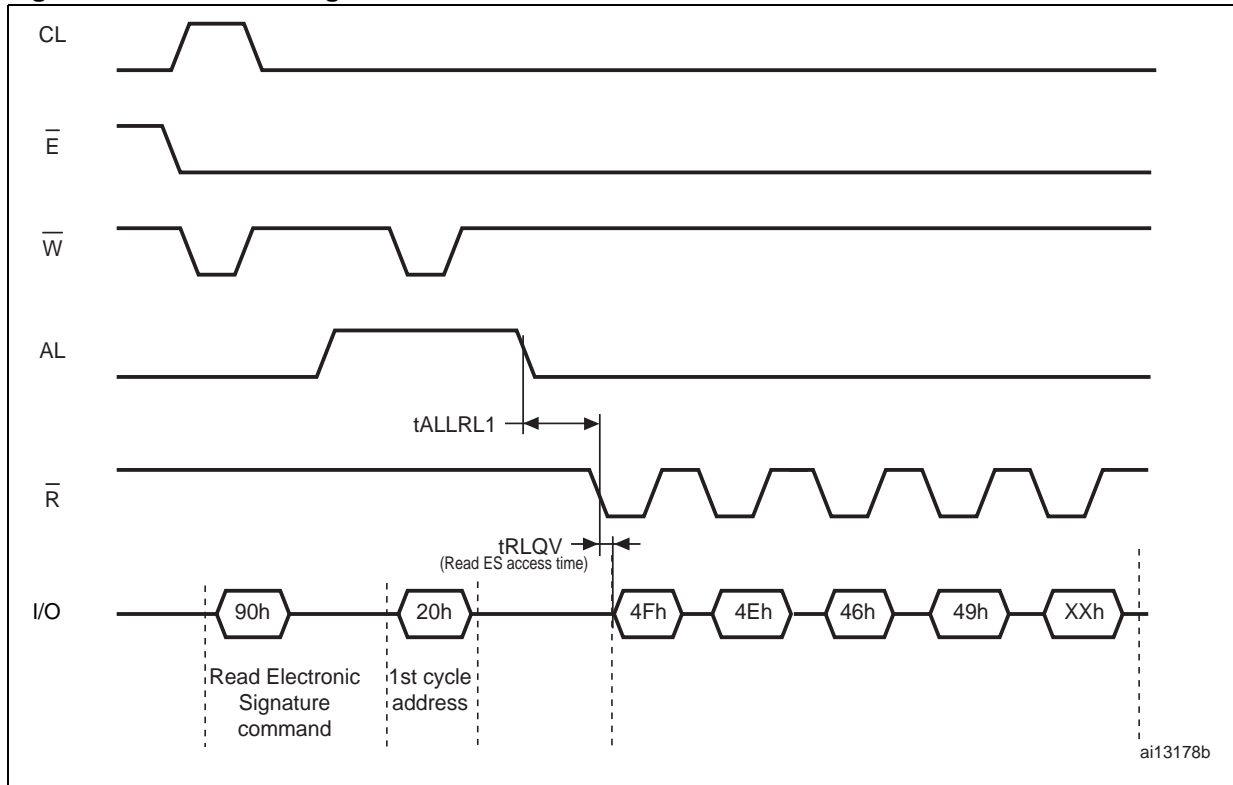 CL
E
W
AL
tALLRL1
R
tRLQV
(Read ES access time)
I/O
90h
20h
4Fh
4Eh
46h
49h
XXh
Read Electronic
Signature
command
1st cycle
address
ai13178b